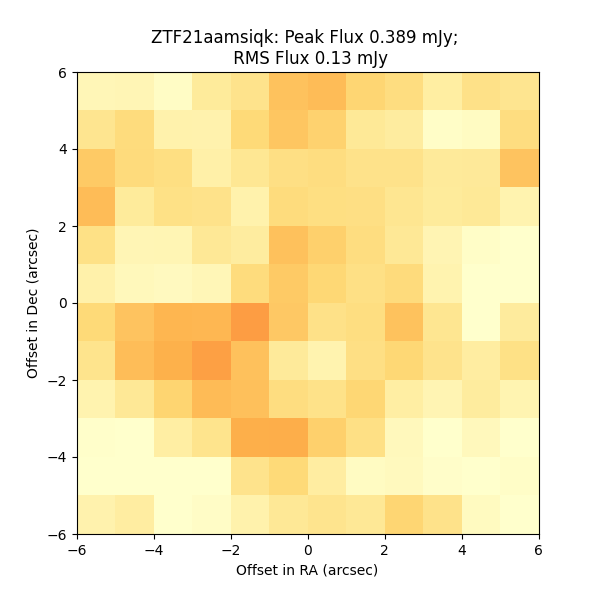 ZTF21aamsiqk: Peak Flux 0.389 mJy;
RMS Flux 0.13 mJy
6
4
2
0
−2
−4
−6
Offset in Dec (arcsec)
−6 −4 −2 0 2 4 6
Offset in RA (arcsec)